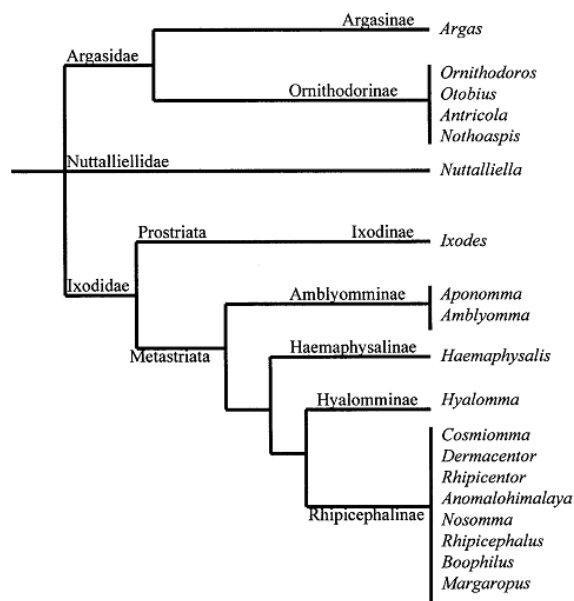 Argasinae
Argas
Argasidae
Ornithodorinae
Ornithodoros
Otobius
Antricola
Nothoaspis
Nuttalliellidae
Nuttalliella
Prostriata
Ixodinae
Ixodes
Ixodidae
Amblyomminae
Aponomma
Amblyomma
Metastriata
Haemaphysalinae
Haemaphysalis
Hyalomminae
Hyalomma
Cosmiomma
Dermacentor
Rhipicentor
Anomalohimalaya
Nosomma
Rhipicephalinae
Rhipicephalus
Boophilus
Margaropus